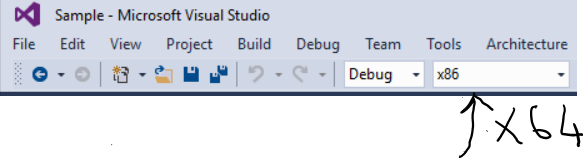 Sample - Microsoft Visual Studio
File Edit View Project Build Debug Team Tools Architecture
Debug x86
x64